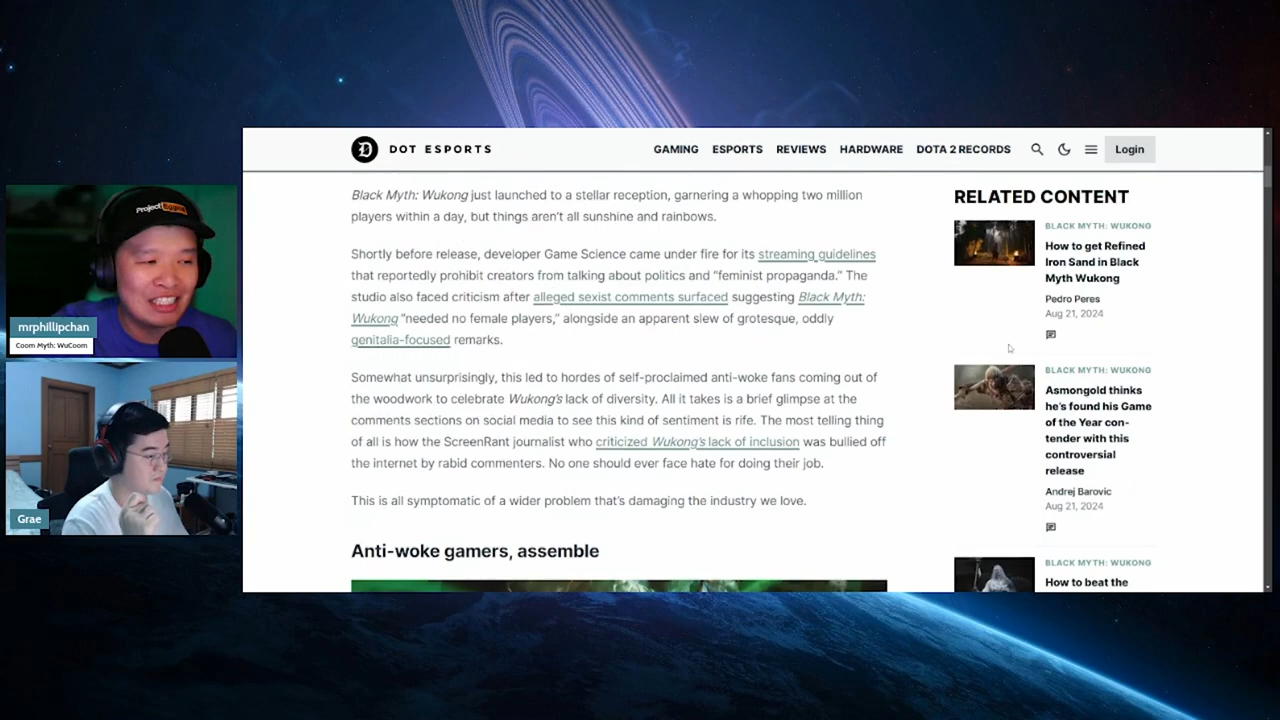 DOT ESPORTS
GAMING ESPORTS REVIEWS HARDWARE DOTA 2 RECORDS Login
Black Myth: Wukong just launched to a stellar reception, garnering a whopping two million
players within a day, but things aren't all sunshine and rainbows.
Shortly before release, developer Game Science came under fire for its streaming guidelines
that reportedly prohibit creators from talking about politics and “feminist propaganda.” The
studio also faced criticism after alleged sexist comments surfaced suggesting Black Myth:
Wukong “needed no female players,” alongside an apparent slew of grotesque, oddly
genitalia-focused remarks.
Somewhat unsurprisingly, this led to hordes of self-proclaimed anti-woke fans coming out of
the woodwork to celebrate Wukong's lack of diversity. All it takes is a brief glimpse at the
comments sections on social media to see this kind of sentiment is rife. The most telling thing
of all is how the ScreenRant journalist who criticized Wukong's lack of inclusion was bullied off
the internet by rabid commenters. No one should ever face hate for doing their job.
This is all symptomatic of a wider problem that's damaging the industry we love.
Anti-woke gamers, assemble
RELATED CONTENT
BLACK MYTH: WUKONG
How to get Refined
Iron Sand in Black
Myth Wukong
Pedro Peres
Aug 21, 2024
BLACK MYTH: WUKONG
Asmongold thinks
he's found his Game
of the Year con-
tender with this
controversial
release
Andrej Barovic
Aug 21, 2024
BLACK MYTH: WUKONG
How to beat the
Project
mrphillipchan
Coom Myth: WuCoom
Grae